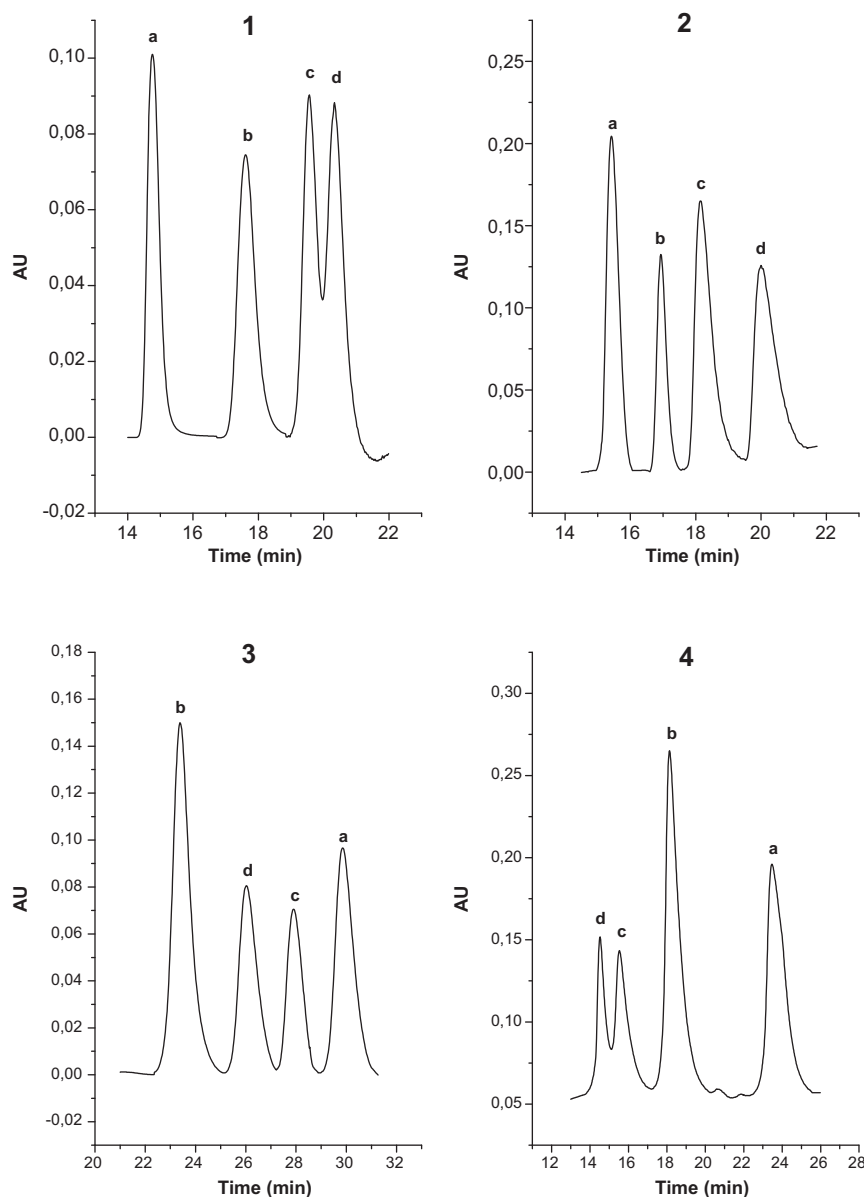 1
a
b
c
d
0,10
0,08
0,06
0,04
0,02
0,00
-0,02
AU
14 16 18 20 22
Time (min)
2
a
b
c
d
0,25
0,20
0,15
0,10
0,05
0,00
AU
14 16 18 20 22
Time (min)
3
b
d
c
a
0,18
0,16
0,14
0,12
0,10
0,08
0,06
0,04
0,02
0,00
-0,02
AU
20 22 24 26 28 30 32
Time (min)
4
d
c
b
a
0,30
0,25
0,20
0,15
0,10
0,05
AU
12 14 16 18 20 22 24 26 28
Time (min)